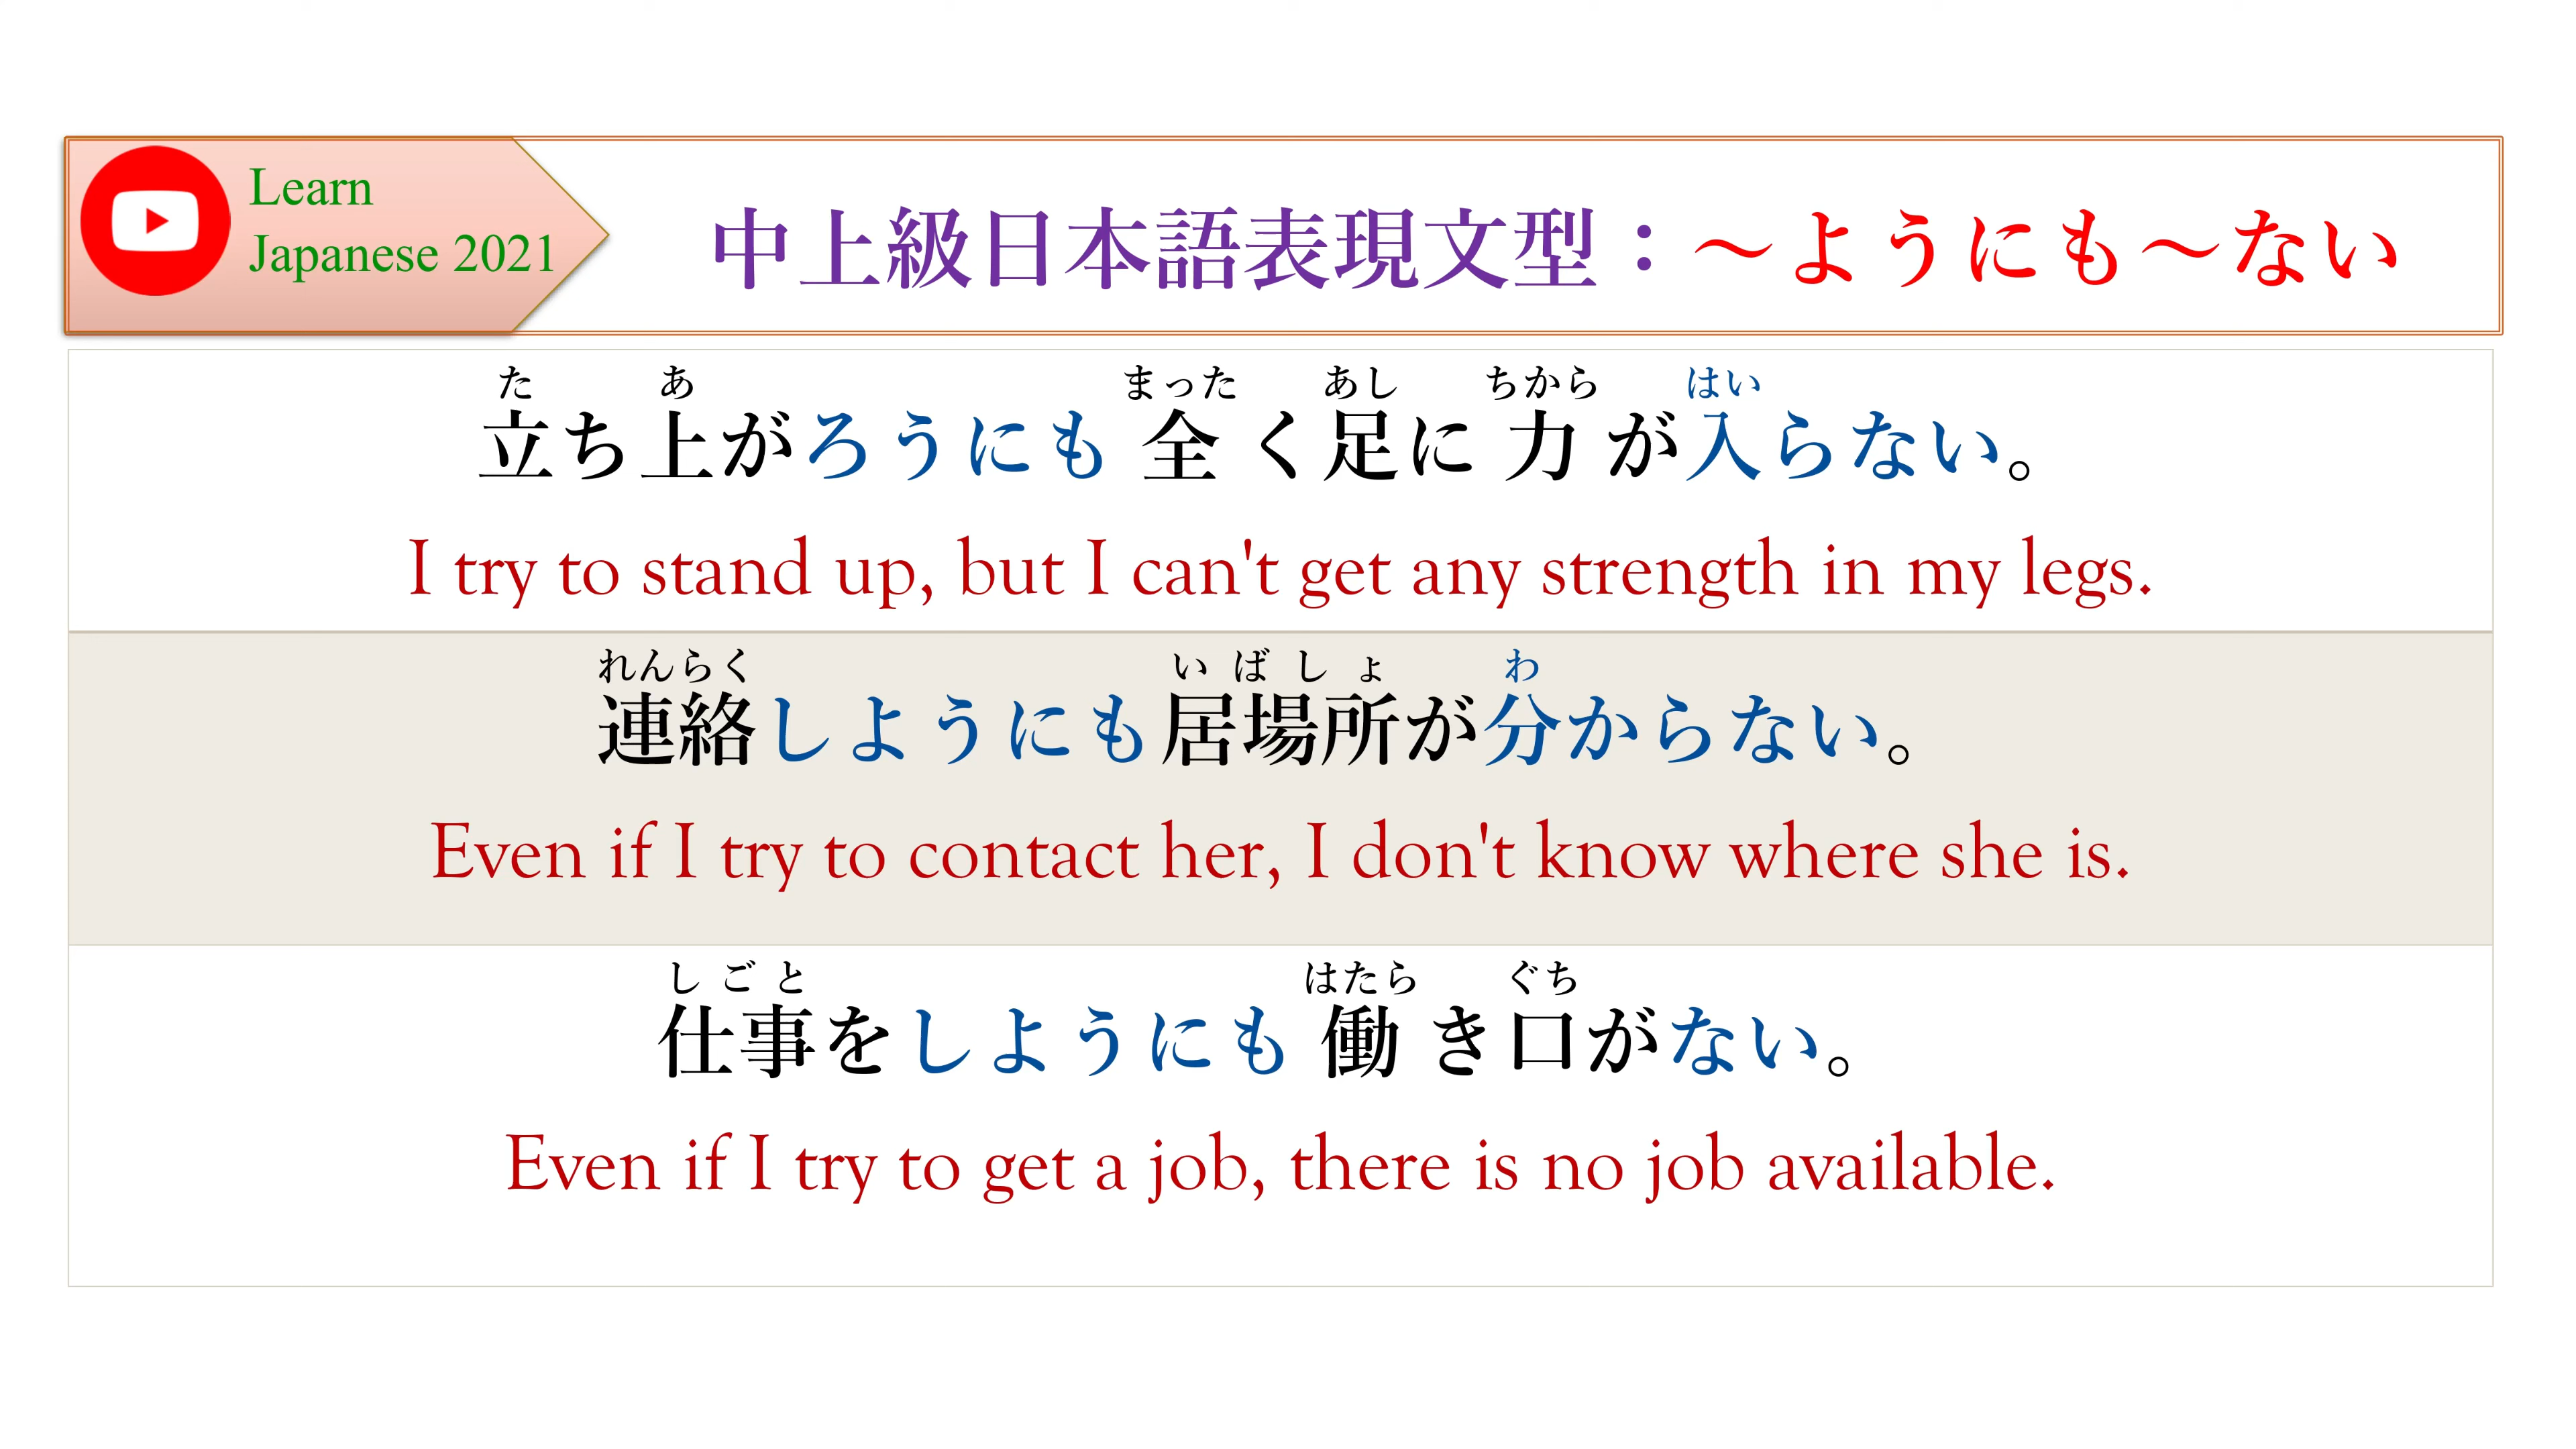 Learn
Japanese 2021
中上級日本語表現文型：～ようにも～ない
た あ まった あし ちから はい
立ち上がろうにも全く足に力が入らない。
I try to stand up, but I can't get any strength in my legs.
れんらく いばしょ わ
連絡しようにも居場所が分からない。
Even if I try to contact her, I don't know where she is.
しごと はたら ぐち
仕事をしようにも働き口がない。
Even if I try to get a job, there is no job available.